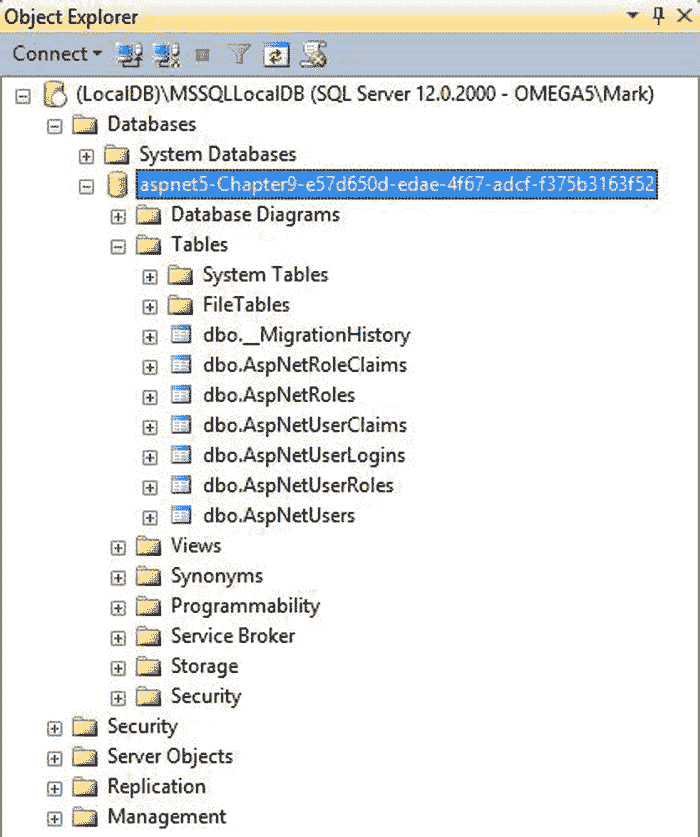 Object Explorer
Connect
(LocalDB)\MSSQLLocalDB (SQL Server 12.0.2000 - OMEGA5\Mark)
Databases
System Databases
aspnet5-Chapter9-e57d650d-edae-4f67-adcf-f375b3163f52
Database Diagrams
Tables
System Tables
FileTables
dbo.__MigrationHistory
dbo.AspNetRoleClaims
dbo.AspNetRoles
dbo.AspNetUserClaims
dbo.AspNetUserLogins
dbo.AspNetUserRoles
dbo.AspNetUsers
Views
Synonyms
Programmability
Service Broker
Storage
Security
Security
Server Objects
Replication
Management